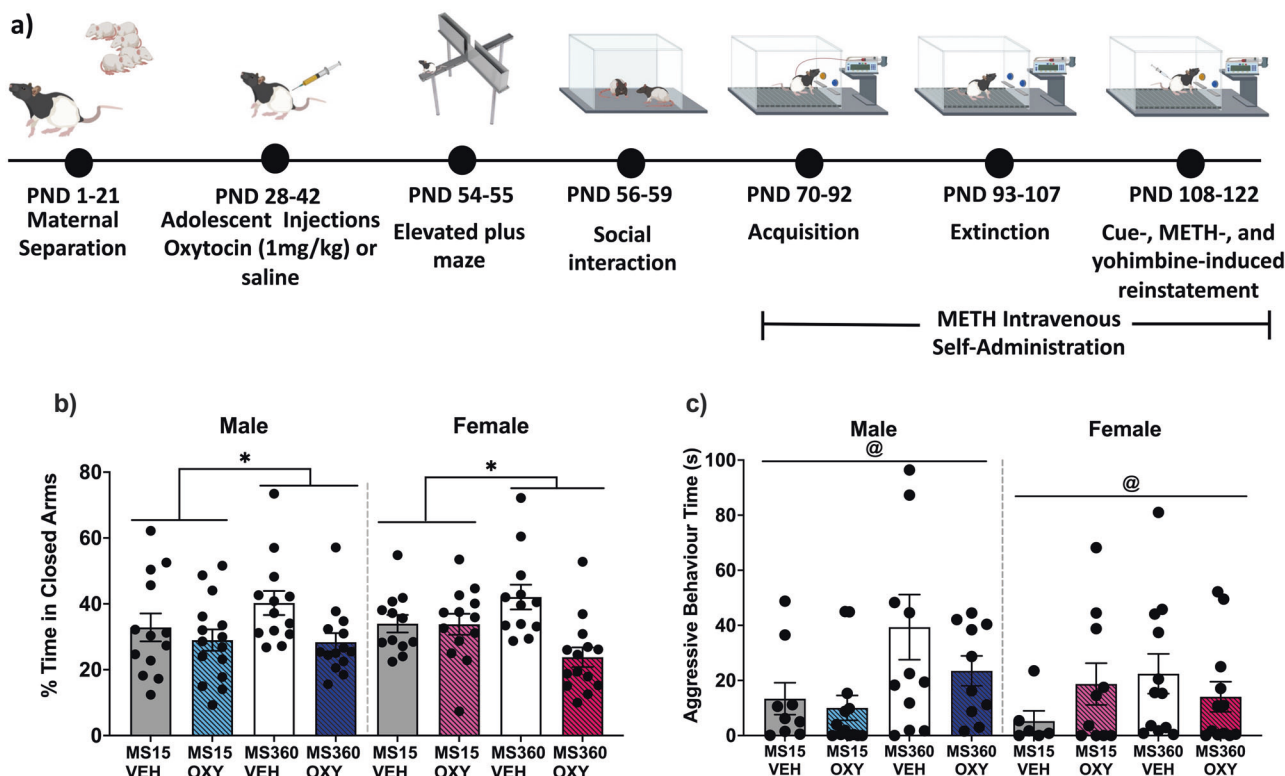 a)
PND 1-21
Maternal
Separation
PND 28-42
Adolescent Injections
Oxytocin (1mg/kg) or
saline
PND 54-55
Elevated plus
maze
PND 56-59
Social
interaction
PND 70-92
Acquisition
PND 93-107
Extinction
PND 108-122
Cue-, METH-, and
yohimbine-induced
reinstatement
METH Intravenous
Self-Administration
b)
Male
Female
*
*
% Time in Closed Arms
80
60
40
20
0
MS15
VEH
MS15
OXY
MS360
VEH
MS360
OXY
MS15
VEH
MS15
OXY
MS360
VEH
MS360
OXY
c)
Male
Female
@
@
Aggressive Behaviour Time (s)
100
80
60
40
20
0
MS15
VEH
MS15
OXY
MS360
VEH
MS360
OXY
MS15
VEH
MS15
OXY
MS360
VEH
MS360
OXY